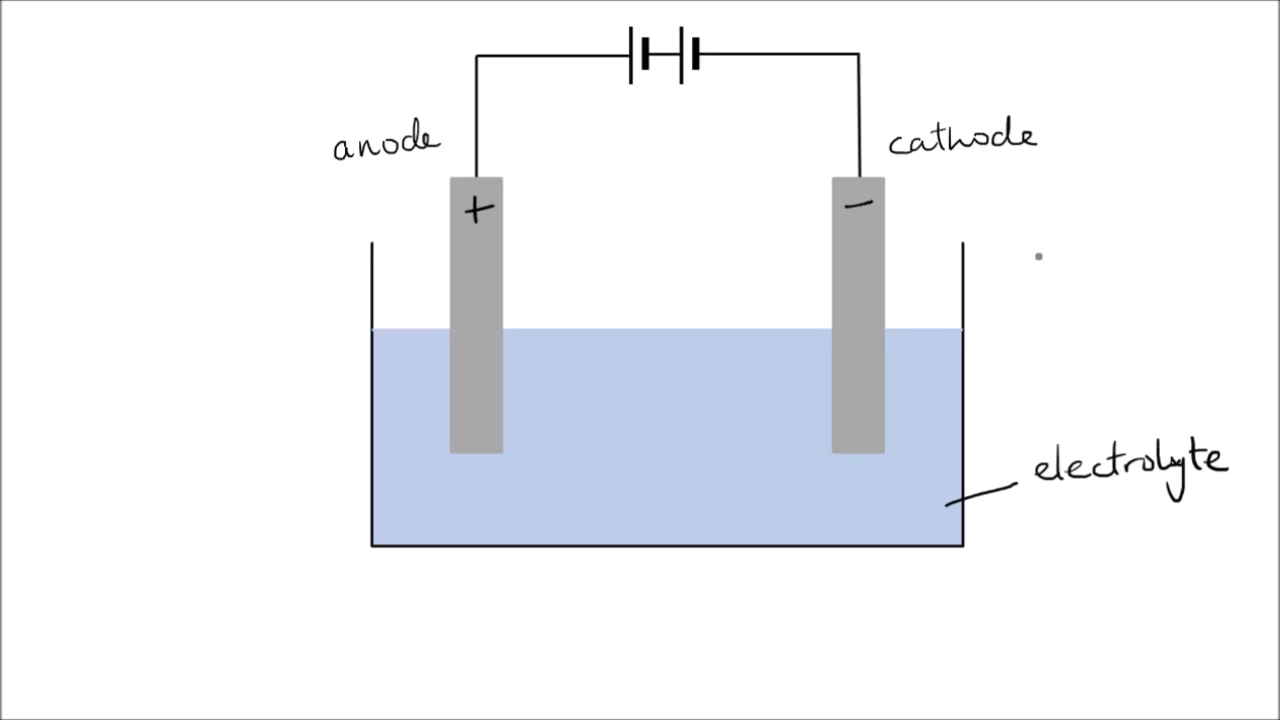 anode
cathode
+
−
electrolyte